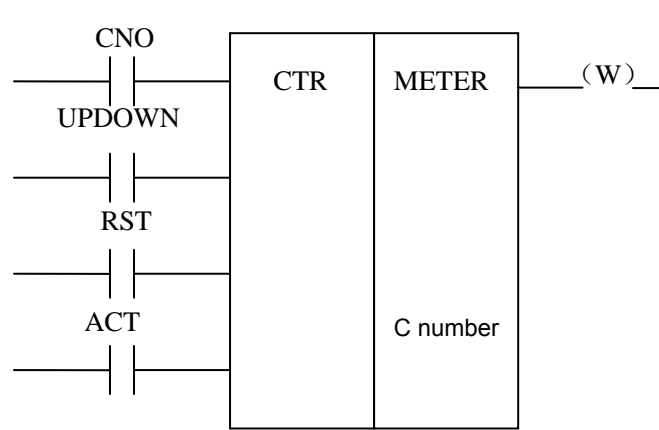 CNO
CTR
METER
(W)
UPDOWN
RST
ACT
C number